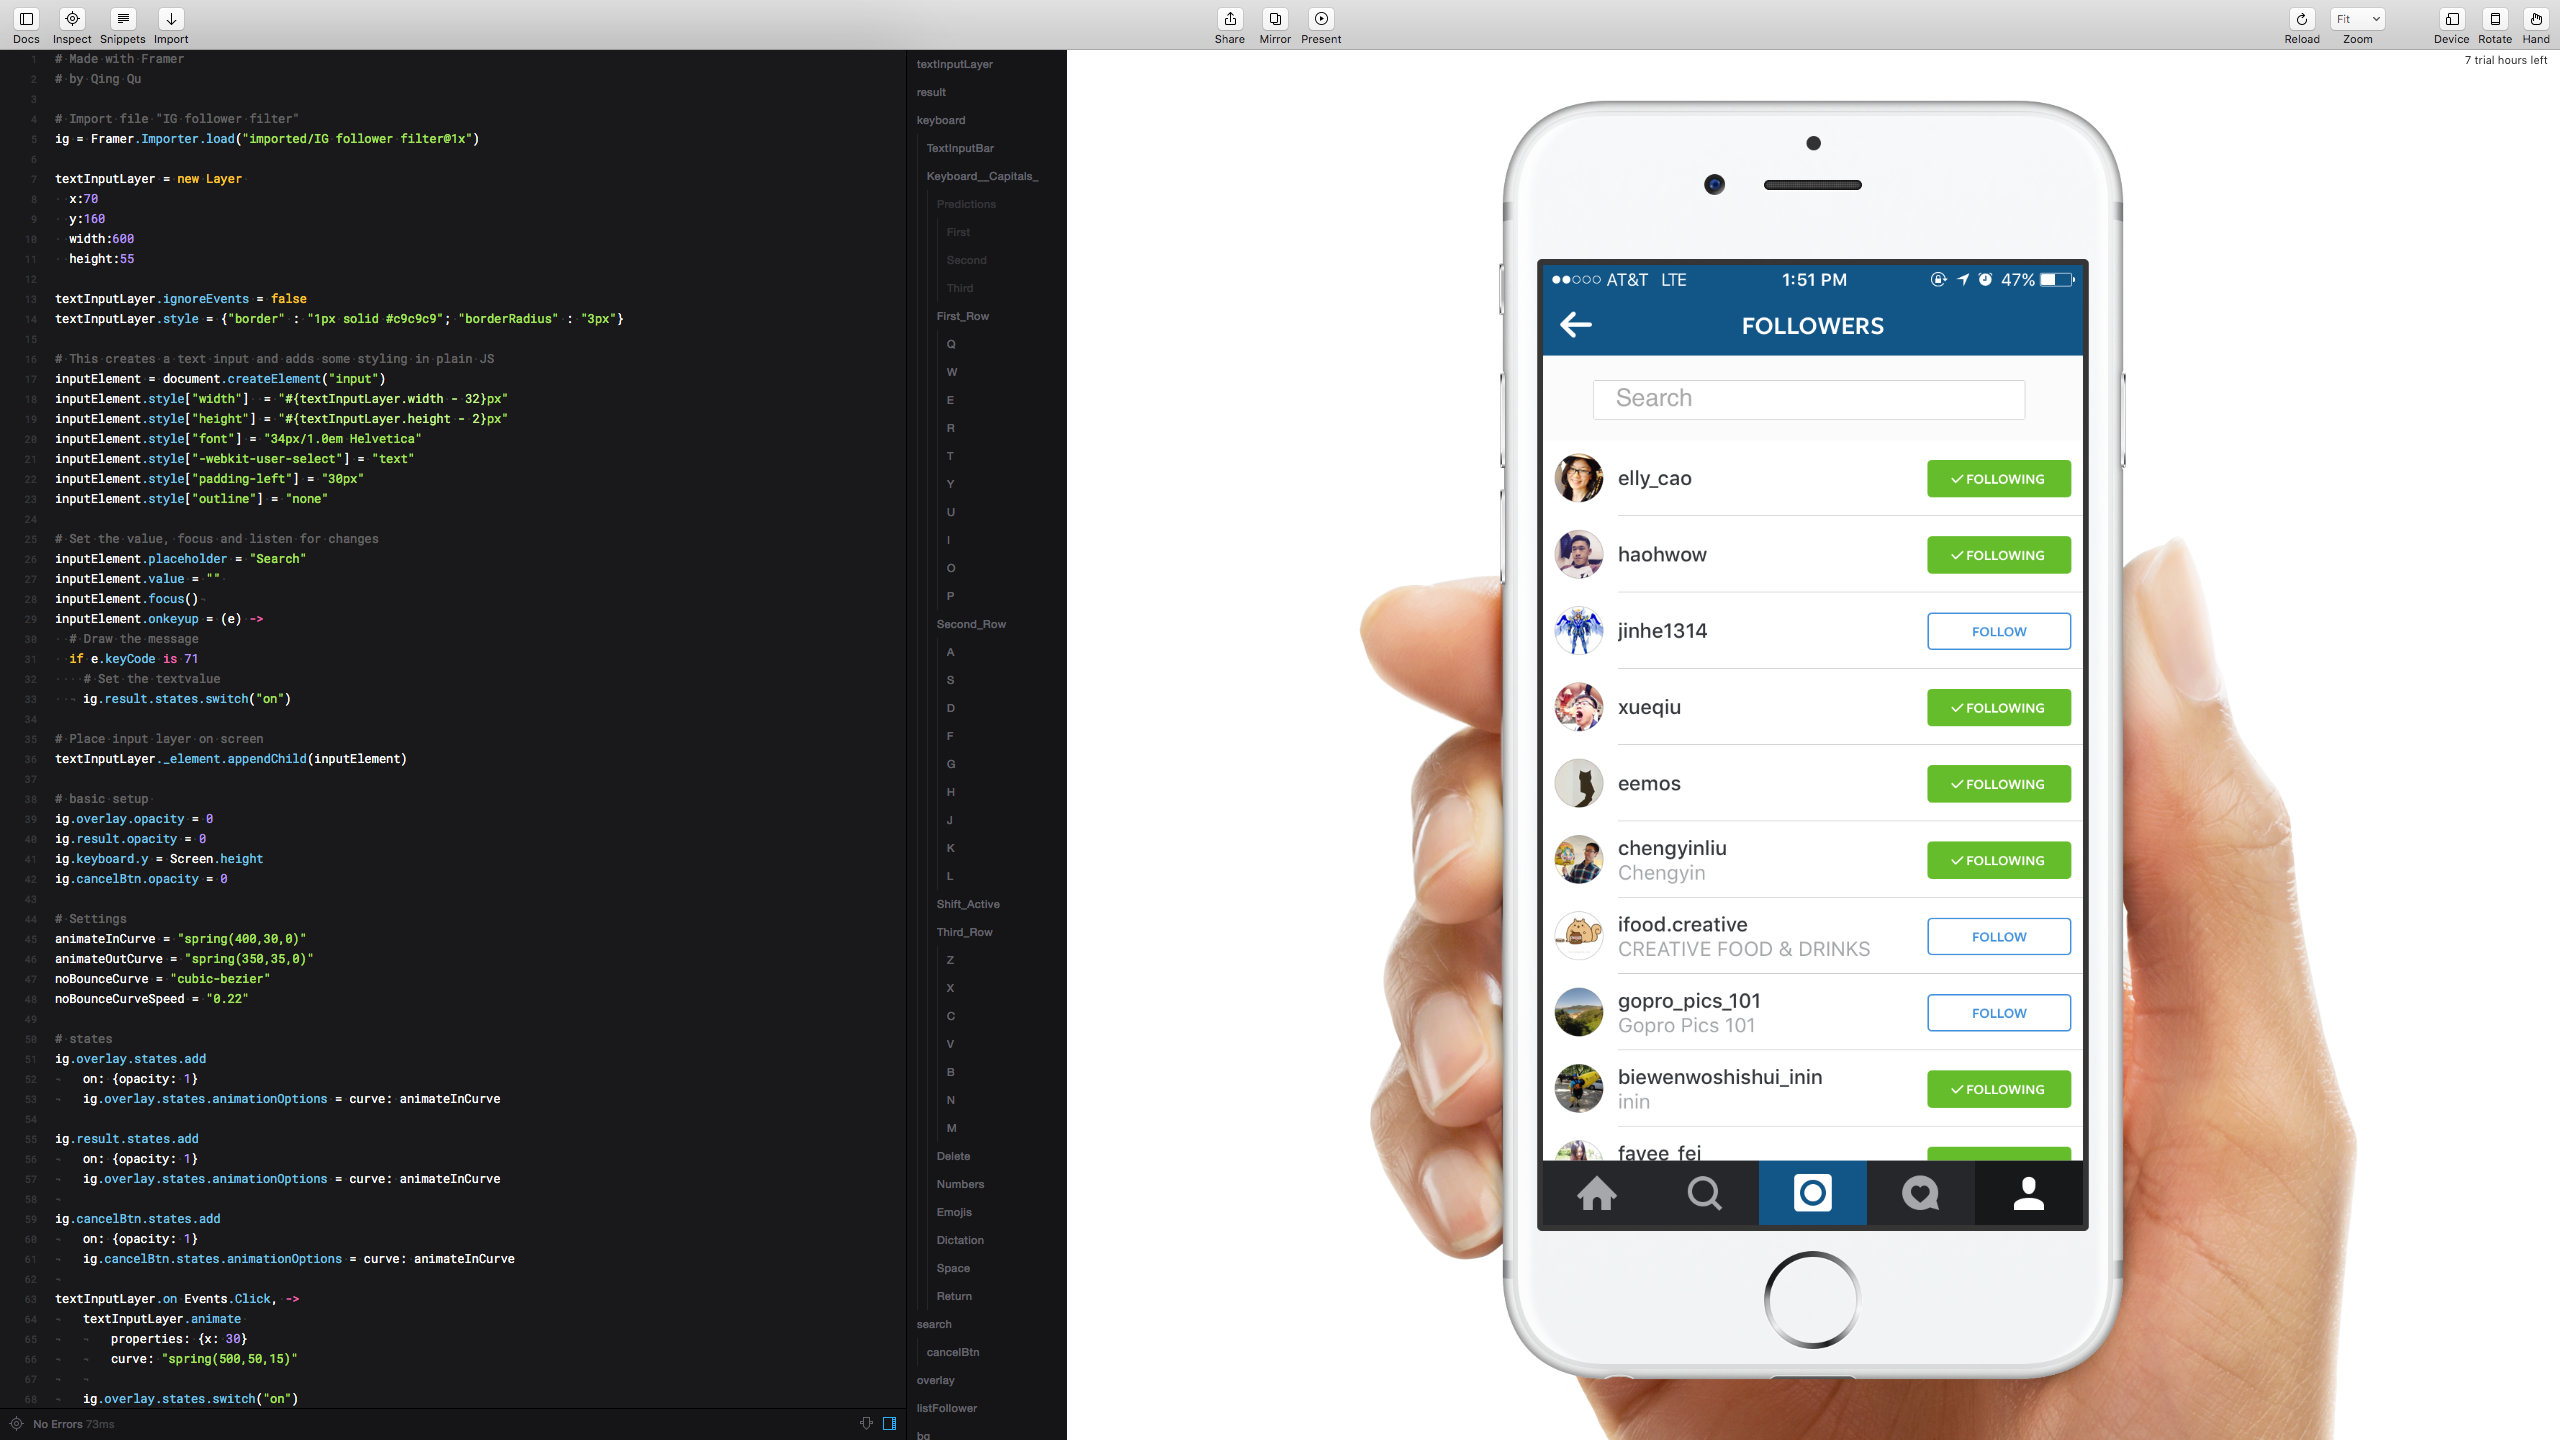 Docs Inspect Snippets Import
Share Mirror Present
Fit
Reload Zoom Device Rotate Hand
7 trial hours left
1 # Made with Framer
2 # by Qing Qu
3
4 # Import file "IG follower filter"
5 ig = Framer.Importer.load("imported/IG follower filter@1x")
6
7 textInputLayer = new Layer
8 x:70
9 y:160
10 width:600
11 height:55
12
13 textInputLayer.ignoreEvents = false
14 textInputLayer.style = {"border" : "1px solid #c9c9c9"; "borderRadius" : "3px"}
15
16 # This creates a text input and adds some styling in plain JS
17 inputElement = document.createElement("input")
18 inputElement.style["width"]  = "#{textInputLayer.width - 32}px"
19 inputElement.style["height"] = "#{textInputLayer.height - 2}px"
20 inputElement.style["font"] = "34px/1.0em Helvetica"
21 inputElement.style["-webkit-user-select"] = "text"
22 inputElement.style["padding-left"] = "30px"
23 inputElement.style["outline"] = "none"
24
25 # Set the value, focus and listen for changes
26 inputElement.placeholder = "Search"
27 inputElement.value = ""
28 inputElement.focus()
29 inputElement.onkeyup = (e) ->
30 # Draw the message
31 if e.keyCode is 71
32 # Set the textvalue
33 ig.result.states.switch("on")
34
35 # Place input layer on screen
36 textInputLayer._element.appendChild(inputElement)
37
38 # basic setup
39 ig.overlay.opacity = 0
40 ig.result.opacity = 0
41 ig.keyboard.y = Screen.height
42 ig.cancelBtn.opacity = 0
43
44 # Settings
45 animateInCurve = "spring(400,30,0)"
46 animateOutCurve = "spring(350,35,0)"
47 noBounceCurve = "cubic-bezier"
48 noBounceCurveSpeed = "0.22"
49
50 # states
51 ig.overlay.states.add
52 on: {opacity: 1}
53 ig.overlay.states.animationOptions = curve: animateInCurve
54
55 ig.result.states.add
56 on: {opacity: 1}
57 ig.overlay.states.animationOptions = curve: animateInCurve
58
59 ig.cancelBtn.states.add
60 on: {opacity: 1}
61 ig.cancelBtn.states.animationOptions = curve: animateInCurve
62
63 textInputLayer.on Events.Click, ->
64 textInputLayer.animate
65 properties: {x: 30}
66 curve: "spring(500,50,15)"
67
68 ig.overlay.states.switch("on")
No Errors 73ms
textInputLayer
result
keyboard
TextInputBar
Keyboard__Capitals_
Predictions
First
Second
Third
First_Row
Q
W
E
R
T
Y
U
I
O
P
Second_Row
A
S
D
F
G
H
J
K
L
Shift_Active
Third_Row
Z
X
C
V
B
N
M
Delete
Numbers
Emojis
Dictation
Space
Return
search
cancelBtn
overlay
listFollower
bg
AT&T LTE 1:51 PM 47%
FOLLOWERS
Search
elly_cao FOLLOWING
haohwow FOLLOWING
jinhe1314 FOLLOW
xueqiu FOLLOWING
eemos FOLLOWING
chengyinliu
Chengyin FOLLOWING
ifood.creative
CREATIVE FOOD & DRINKS FOLLOW
gopro_pics_101
Gopro Pics 101 FOLLOW
biewenwoshishui_inin
inin FOLLOWING
favee_fei